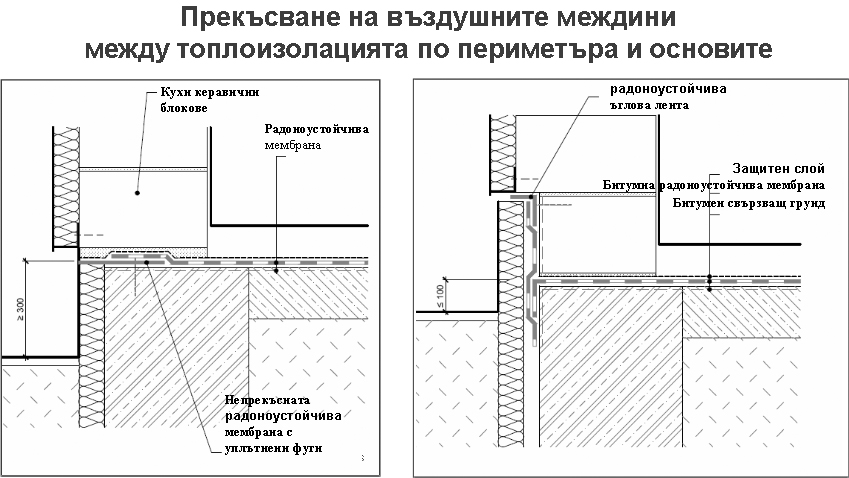 Прекъсване на въздушните междини
между топлоизолацията по периметъра и основите
Кухи керавични
блокове
Радоноустойчива
мембрана
≥ 300
Непрекъсната
радоноустойчива
мембрана с
уплътнени фуги
радоноустойчива
ъглова лента
Защитен слой
Битумна радоноустойчива мембрана
Битумен свързващ грунд
≤ 100